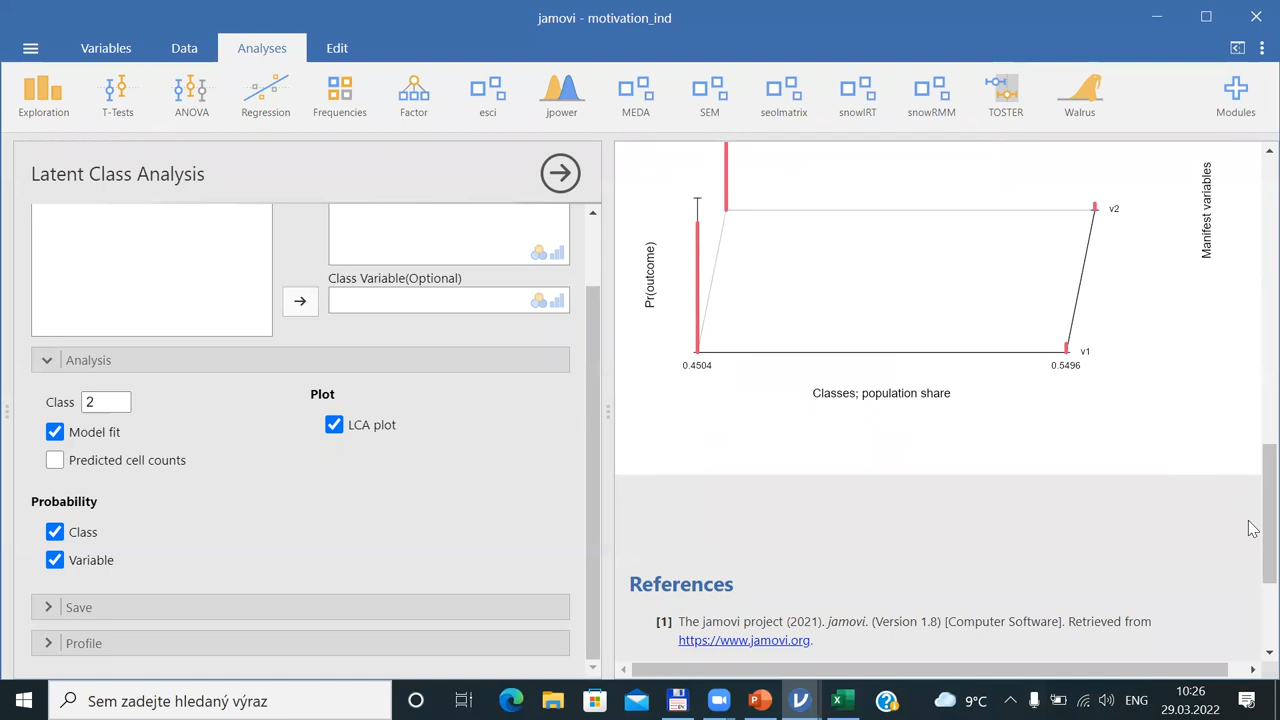 jamovi - motivation_ind
Variables Data Analyses Edit
Exploration T-Tests ANOVA Regression Frequencies Factor esci jpower MEDA SEM seolmatrix snowIRT snowRMM TOSTER Walrus Modules
Latent Class Analysis
Class Variable(Optional)
Analysis
Class 2
Model fit
Predicted cell counts
Plot
LCA plot
Probability
Class
Variable
Save
Profile
Manifest variables
Pr(outcome)
v2
v1
0.4504 0.5496
Classes; population share
References
[1] The jamovi project (2021). jamovi. (Version 1.8) [Computer Software]. Retrieved from
https://www.jamovi.org.
Sem zadejte hledaný výraz
9°C
ENG
10:26
29.03.2022